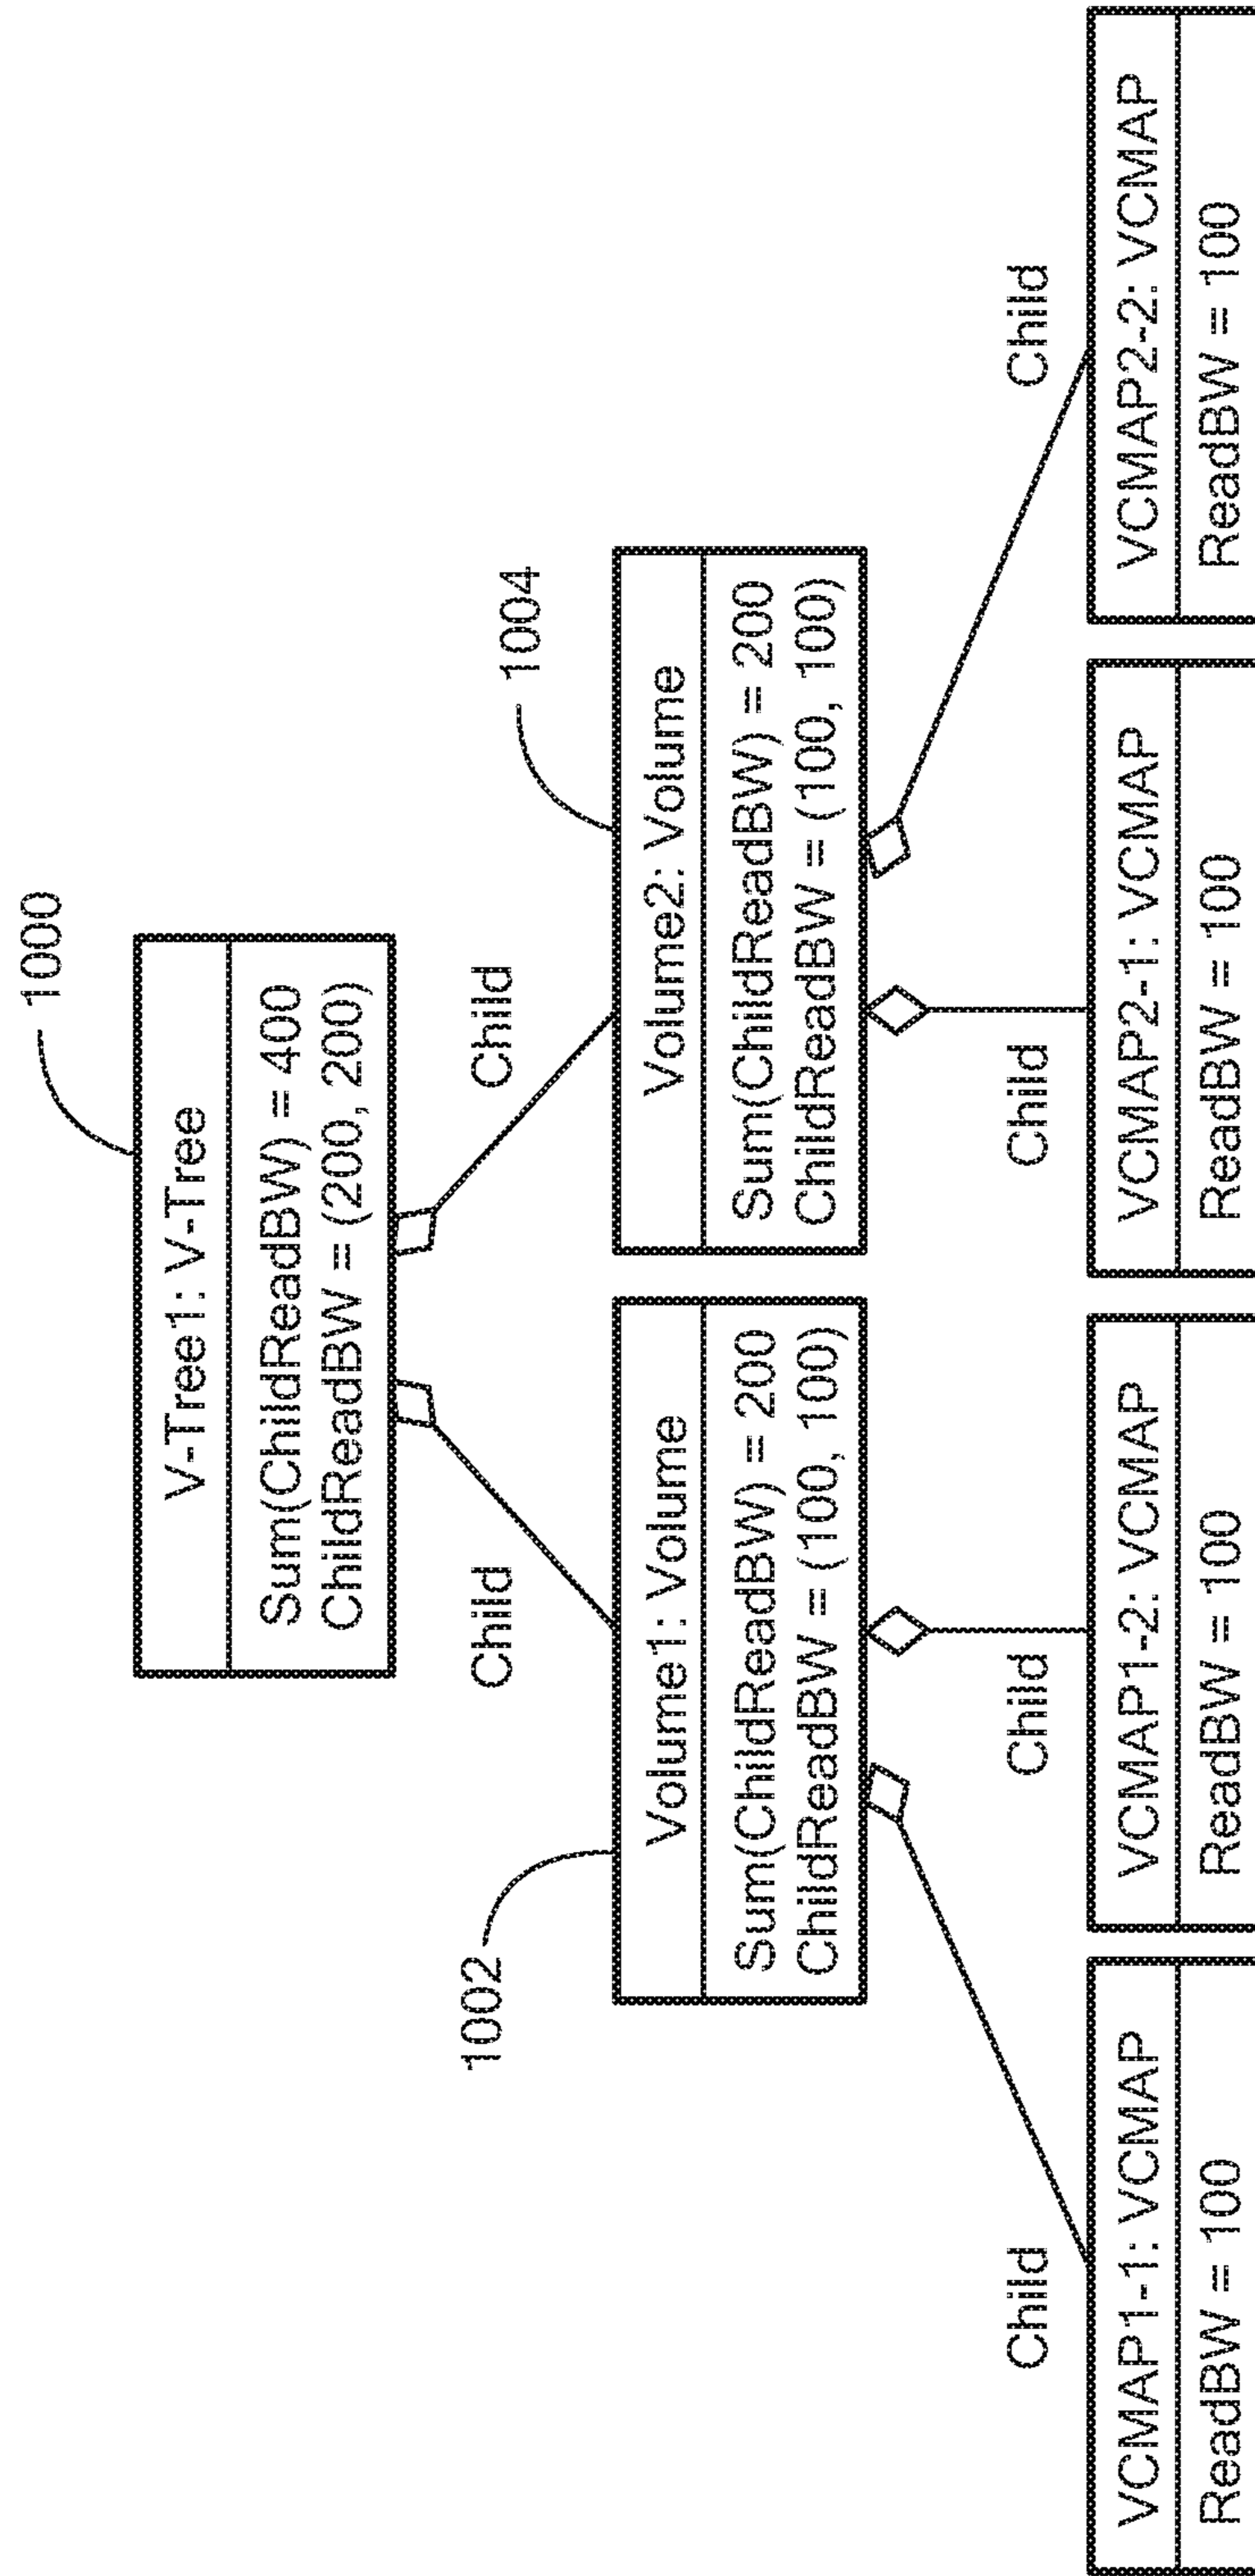 1000
V-Tree1: V-Tree
Sum(ChildReadBW) = 400
ChildReadBW = (200, 200)
Child
Child
1002
1004
Volume1: Volume
Sum(ChildReadBW) = 200
ChildReadBW = (100, 100)
Volume2: Volume
Sum(ChildReadBW) = 200
ChildReadBW = (100, 100)
Child
Child
Child
Child
VCMAP1-1: VCMAP
ReadBW = 100
VCMAP1-2: VCMAP
ReadBW = 100
VCMAP2-1: VCMAP
ReadBW = 100
VCMAP2-2: VCMAP
ReadBW = 100